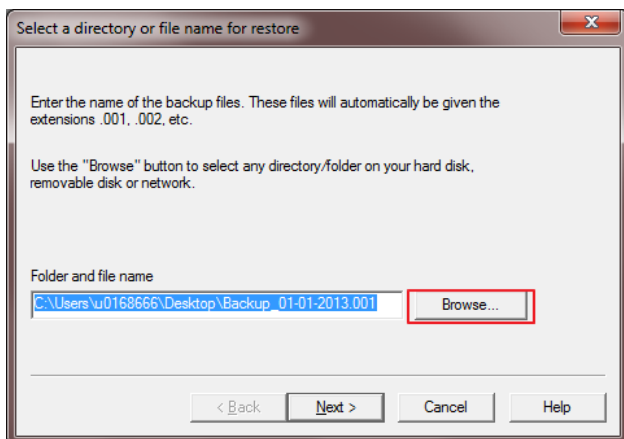 Select a directory or file name for restore
Enter the name of the backup files. These files will automatically be given the
extensions .001, .002, etc.
Use the "Browse" button to select any directory/folder on your hard disk,
removable disk or network.
Folder and file name
C:\Users\u0168666\Desktop\Backup_01-01-2013.001
Browse...
< Back
Next >
Cancel
Help